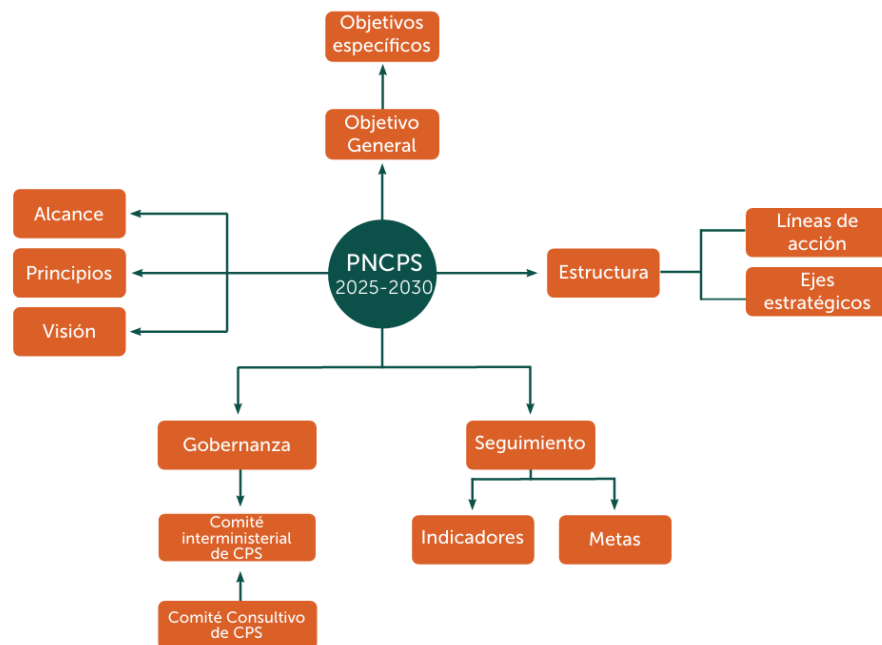 Objetivos
específicos
Objetivo
General
Alcance
Principios
Visión
PNCPS
2025-2030
Estructura
Líneas de
acción
Ejes
estratégicos
Gobernanza
Seguimiento
Comité
interministerial
de CPS
Indicadores
Metas
Comité Consultivo
de CPS